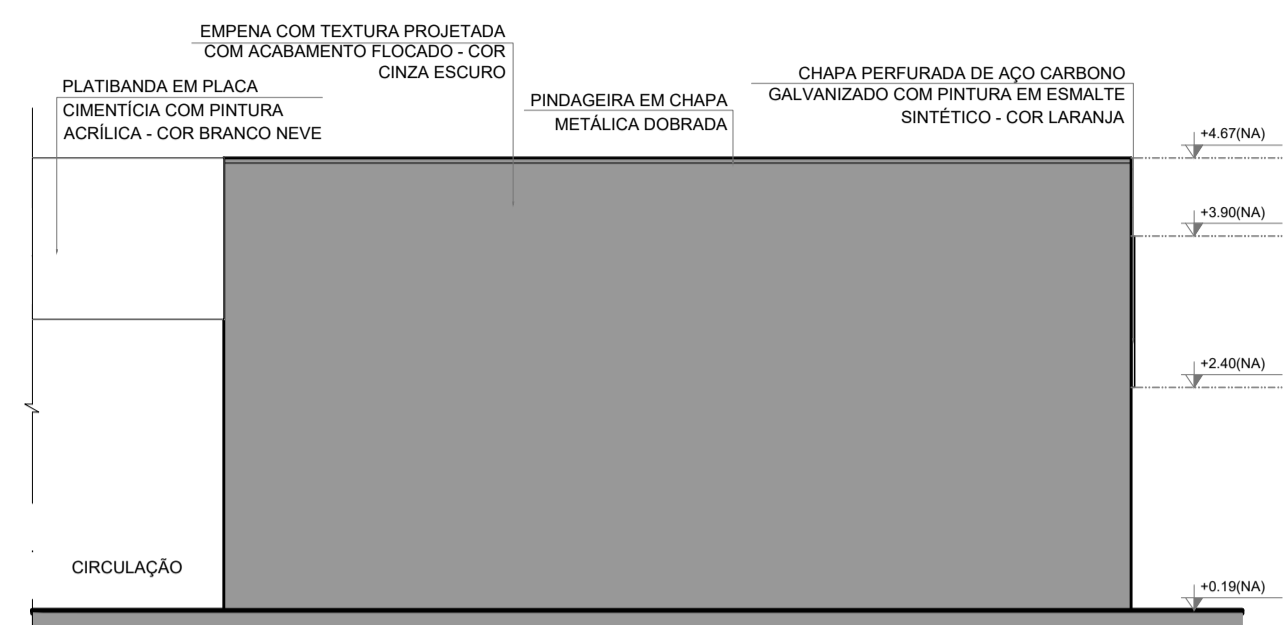 EMPENA COM TEXTURA PROJETADA
COM ACABAMENTO FLOCADO - COR
CINZA ESCURO
PLATIBANDA EM PLACA
CIMENTÍCIA COM PINTURA
ACRÍLICA - COR BRANCO NEVE
PINDAGEIRA EM CHAPA
METÁLICA DOBRADA
CHAPA PERFURADA DE AÇO CARBONO
GALVANIZADO COM PINTURA EM ESMALTE
SINTÉTICO - COR LARANJA
+4.67(NA)
+3.90(NA)
+2.40(NA)
CIRCULAÇÃO
+0.19(NA)